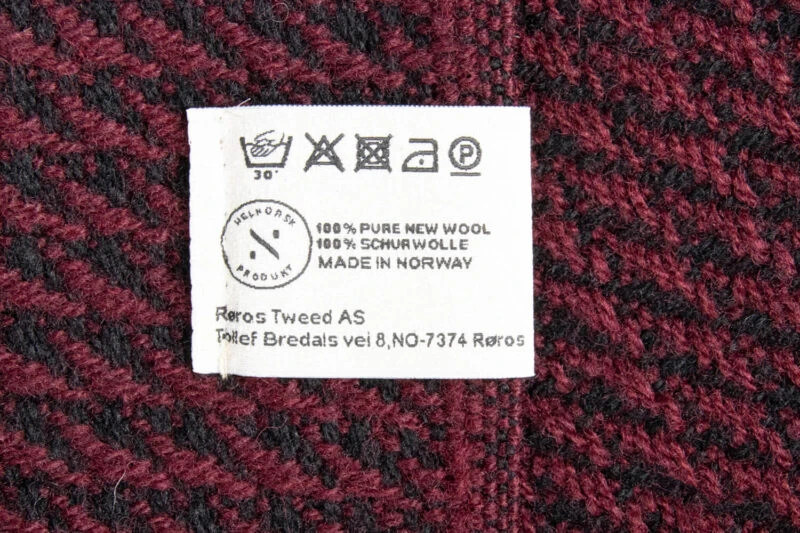 30°
P
HELNORSK
N
PRODUKT
100% PURE NEW WOOL
100% SCHURWOLLE
MADE IN NORWAY
Røros Tweed AS
Tollef Bredals vei 8,NO-7374 Røros